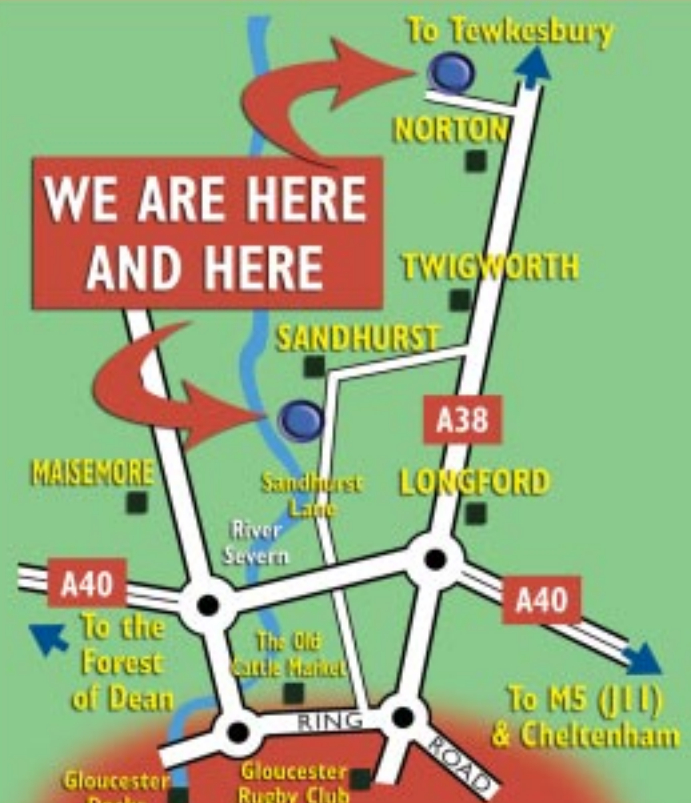 To Tewkesbury
NORTON
WE ARE HERE
AND HERE
TWIGWORTH
SANDHURST
A38
MAISEMORE
Sandhurst
Lane
LONGFORD
River
Severn
A40
A40
To the
Forest
of Dean
The Old
Cattle Market
To M5 (J11)
& Cheltenham
RING
ROAD
Gloucester
Docks
Gloucester
Rugby Club